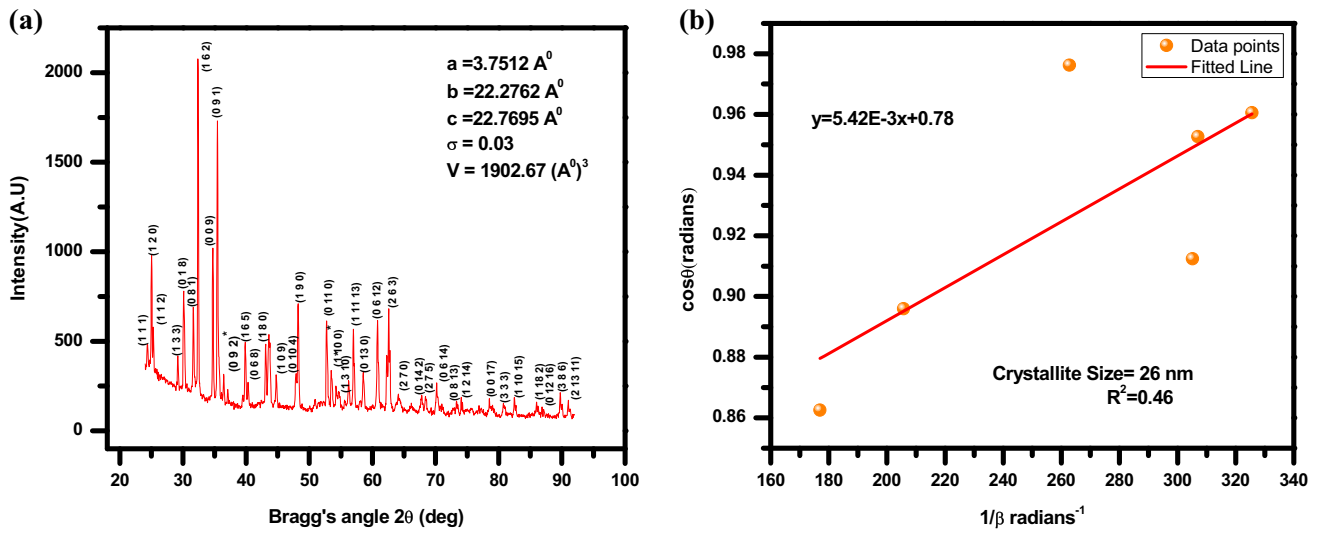 (a)
Intensity(A.U)
2000
1500
1000
500
0
20 30 40 50 60 70 80 90 100
Bragg's angle 2θ (deg)
a =3.7512 A⁰
b =22.2762 A⁰
c =22.7695 A⁰
σ = 0.03
V = 1902.67 (A⁰)³
(1 1 1)
(1 2 0)
(1 1 2)
(1 3 3)
(0 1 8)
(0 8 1)
(1 6 2)
(0 0 9)
(0 9 1)
*
(0 9 2)
(1 6 5)
(0 6 8)
(1 8 0)
(1 0 9)
(0 10 4)
(1 9 0)
(0 11 0)
*
(1 3 10)
(1 11 13)
(0 13 0)
(0 6 12)
(2 6 3)
(2 7 0)
(0 14 2)
(2 7 5)
(0 6 14)
(0 8 13)
(1 2 14)
(0 0 17)
(3 3 3)
(1 10 15)
(1 18 2)
(0 12 16)
(3 8 6)
(2 13 11)
(b)
cosθ(radians)
0.98
0.96
0.94
0.92
0.90
0.88
0.86
160 180 200 220 240 260 280 300 320 340
1/β radians⁻¹
Data points
Fitted Line
y=5.42E-3x+0.78
Crystallite Size= 26 nm
R²=0.46